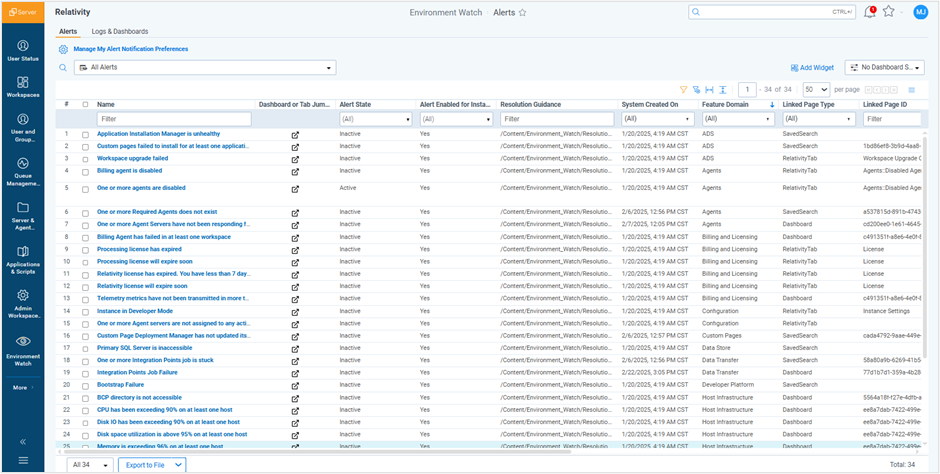 Server
Relativity
Environment Watch
Alerts
CTRL+/
1
MJ
Alerts
Logs & Dashboards
Manage My Alert Notification Preferences
All Alerts
Add Widget
No Dashboard S...
1 - 34 of 34 50 per page
# Name Dashboard or Tab Jum... Alert State Alert Enabled for Insta... Resolution Guidance System Created On Feature Domain Linked Page Type Linked Page ID
Filter (All) (All) Filter (All) (All) (All) Filter
1 Application Installation Manager is unhealthy Inactive Yes /Content/Environment_Watch/Resolutio... 1/20/2025, 4:19 AM CST ADS SavedSearch
2 Custom pages failed to install for at least one applicati... Inactive Yes /Content/Environment_Watch/Resolutio... 1/20/2025, 4:19 AM CST ADS SavedSearch 1bd86ef8-3b9d-4aa8-
3 Workspace upgrade failed Inactive Yes /Content/Environment_Watch/Resolutio... 1/20/2025, 4:19 AM CST ADS RelativityTab Workspace Upgrade
4 Billing agent is disabled Inactive Yes /Content/Environment_Watch/Resolutio... 1/20/2025, 4:19 AM CST Agents RelativityTab Agents::Disabled Agen
5 One or more agents are disabled Active Yes /Content/Environment_Watch/Resolutio... 1/20/2025, 4:19 AM CST Agents RelativityTab Agents::Disabled Agen
6 One or more Required Agents does not exist Inactive Yes /Content/Environment_Watch/Resolutio... 2/6/2025, 12:56 PM CST Agents SavedSearch a537815d-891b-4743
7 One or more Agent Servers have not been responding f... Inactive Yes /Content/Environment_Watch/Resolutio... 2/7/2025, 12:05 PM CST Agents Dashboard cd200ee0-1e61-4645-
8 Billing Agent has failed in at least one workspace Inactive Yes /Content/Environment_Watch/Resolutio... 1/20/2025, 4:19 AM CST Billing and Licensing Dashboard c491351f-a8e6-4e0f-8
9 Processing license has expired Inactive Yes /Content/Environment_Watch/Resolutio... 1/20/2025, 4:19 AM CST Billing and Licensing RelativityTab License
10 Processing license will expire soon Inactive Yes /Content/Environment_Watch/Resolutio... 1/20/2025, 4:19 AM CST Billing and Licensing RelativityTab License
11 Relativity license has expired. You have less than 7 day... Inactive Yes /Content/Environment_Watch/Resolutio... 1/20/2025, 4:19 AM CST Billing and Licensing RelativityTab License
12 Relativity license will expire soon Inactive Yes /Content/Environment_Watch/Resolutio... 1/20/2025, 4:19 AM CST Billing and Licensing RelativityTab License
13 Telemetry metrics have not been transmitted in more t... Inactive Yes /Content/Environment_Watch/Resolutio... 1/20/2025, 4:19 AM CST Billing and Licensing Dashboard c491351f-a8e6-4e0f-8
14 Instance in Developer Mode Inactive Yes /Content/Environment_Watch/Resolutio... 1/20/2025, 4:19 AM CST Configuration RelativityTab Instance Settings
15 One or more Agent servers are not assigned to any acti... Inactive Yes /Content/Environment_Watch/Resolutio... 1/20/2025, 4:19 AM CST Configuration RelativityTab
16 Custom Page Deployment Manager has not updated its... Inactive Yes /Content/Environment_Watch/Resolutio... 2/6/2025, 12:57 PM CST Custom Pages SavedSearch cada4792-9aae-449e-
17 Primary SQL Server is inaccessible Inactive Yes /Content/Environment_Watch/Resolutio... 1/20/2025, 4:19 AM CST Data Store SavedSearch
18 One or more Integration Points job is stuck Inactive Yes /Content/Environment_Watch/Resolutio... 2/6/2025, 12:56 PM CST Data Transfer SavedSearch 58a80a9b-6269-41b5-
19 Integration Points Job Failure Inactive Yes /Content/Environment_Watch/Resolutio... 2/22/2025, 3:05 PM CST Data Transfer Dashboard 77d1b7d1-359a-4b28
20 Bootstrap Failure Inactive Yes /Content/Environment_Watch/Resolutio... 1/20/2025, 4:19 AM CST Developer Platform SavedSearch
21 BCP directory is not accessible Inactive Yes /Content/Environment_Watch/Resolutio... 1/20/2025, 4:19 AM CST Host Infrastructure Dashboard 5564a18f-f27e-4dfb-a
22 CPU has been exceeding 90% on at least one host Inactive Yes /Content/Environment_Watch/Resolutio... 1/20/2025, 4:19 AM CST Host Infrastructure Dashboard ee8a7dab-7422-499e-
23 Disk IO has been exceeding 90% on at least one host Inactive Yes /Content/Environment_Watch/Resolutio... 1/20/2025, 4:19 AM CST Host Infrastructure Dashboard ee8a7dab-7422-499e-
24 Disk space utilization is above 95% on at least one host Inactive Yes /Content/Environment_Watch/Resolutio... 1/20/2025, 4:19 AM CST Host Infrastructure Dashboard ee8a7dab-7422-499e-
25 Memory is exceeding 96% on at least one host Inactive Yes /Content/Environment_Watch/Resolutio... 1/20/2025, 4:19 AM CST Host Infrastructure Dashboard ee8a7dab-7422-499e-
All 34
Export to File
Total: 34
User Status
Workspaces
User and
Group...
Queue
Manageme...
Server &
Agent...
Applications
& Scripts
Admin
Workspace...
Environment
Watch
More